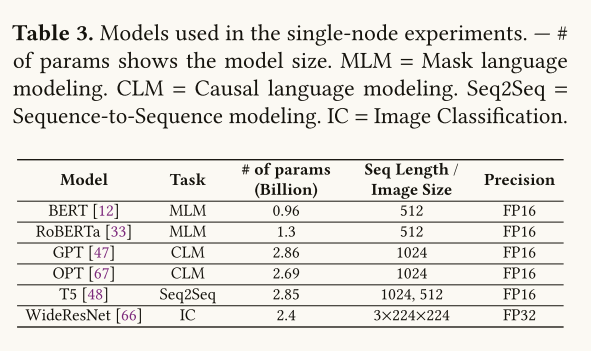 Table 3. Models used in the single-node experiments. — #
of params shows the model size. MLM = Mask language
modeling. CLM = Causal language modeling. Seq2Seq =
Sequence-to-Sequence modeling. IC = Image Classification.
Model Task # of params (Billion) Seq Length / Image Size Precision
BERT [12] MLM 0.96 512 FP16
RoBERTa [33] MLM 1.3 512 FP16
GPT [47] CLM 2.86 1024 FP16
OPT [67] CLM 2.69 1024 FP16
T5 [48] Seq2Seq 2.85 1024, 512 FP16
WideResNet [66] IC 2.4 3×224×224 FP32